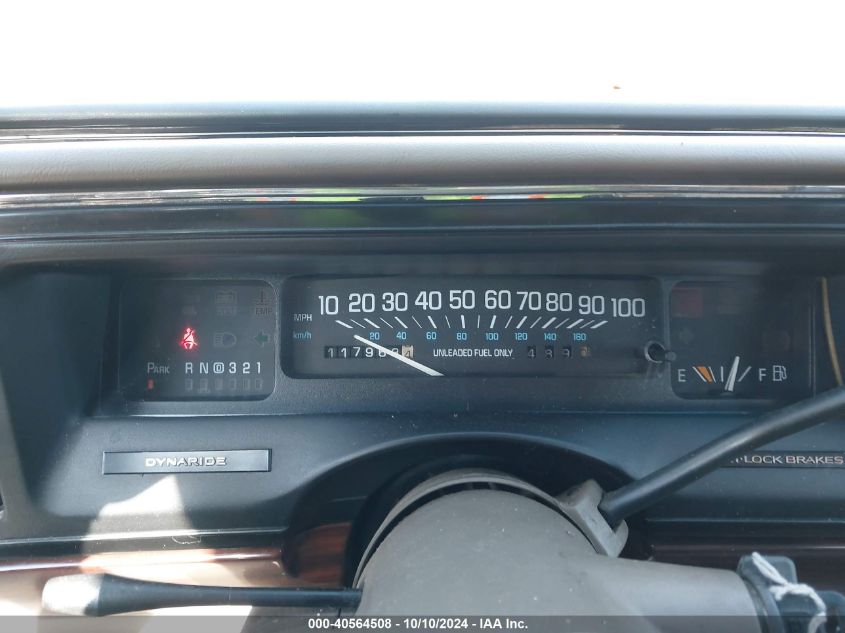 TEMP
MPH 10 20 30 40 50 60 70 80 90 100
km/h 20 40 60 80 100 120 140 160
UNLEADED FUEL ONLY
PARK R N D 3 2 1
E F
DYNARIDE
LOCK BRAKES
000-40564508 - 10/10/2024 - IAA Inc.